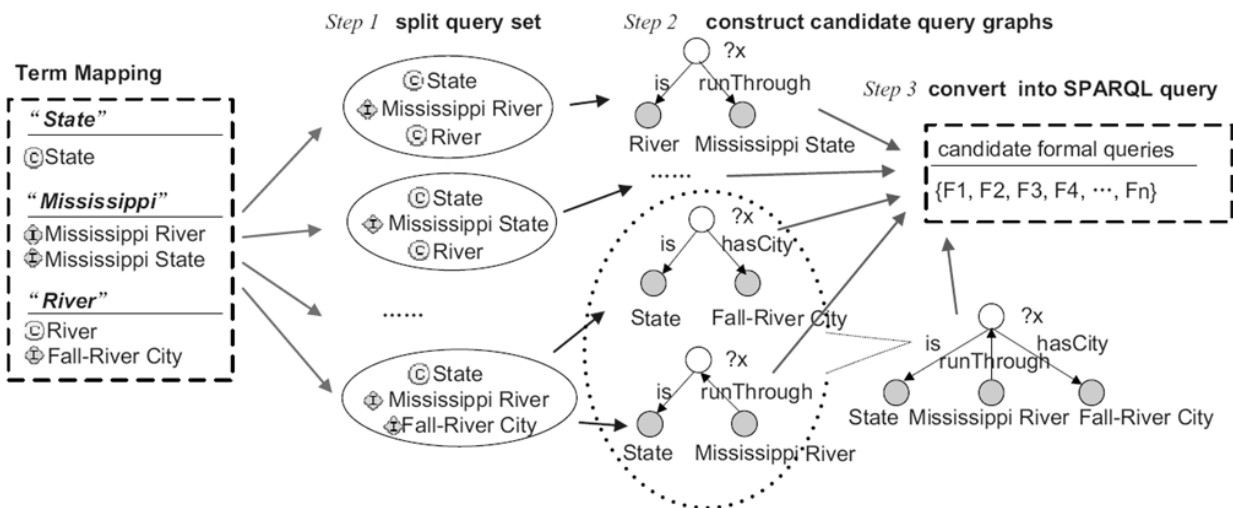 Step 1 split query set
Step 2 construct candidate query graphs
Term Mapping
“State”
C State
“Mississippi”
I Mississippi River
I Mississippi State
“River”
C River
I Fall-River City
C State
I Mississippi River
C River
C State
I Mississippi State
C River
......
C State
I Mississippi River
I Fall-River City
?x
is runThrough
River Mississippi State
......
?x
is hasCity
State Fall-River City
?x
is runThrough
State Mississippi River
Step 3 convert into SPARQL query
candidate formal queries
{F1, F2, F3, F4, ⋯, Fn}
?x
is runThrough hasCity
State Mississippi River Fall-River City